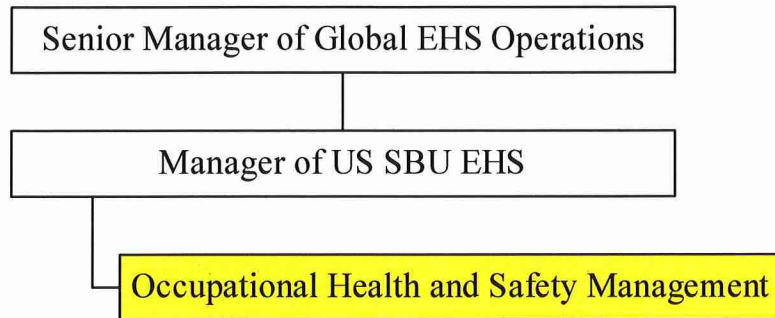 Senior Manager of Global EHS Operations
Manager of US SBU EHS
Occupational Health and Safety Management